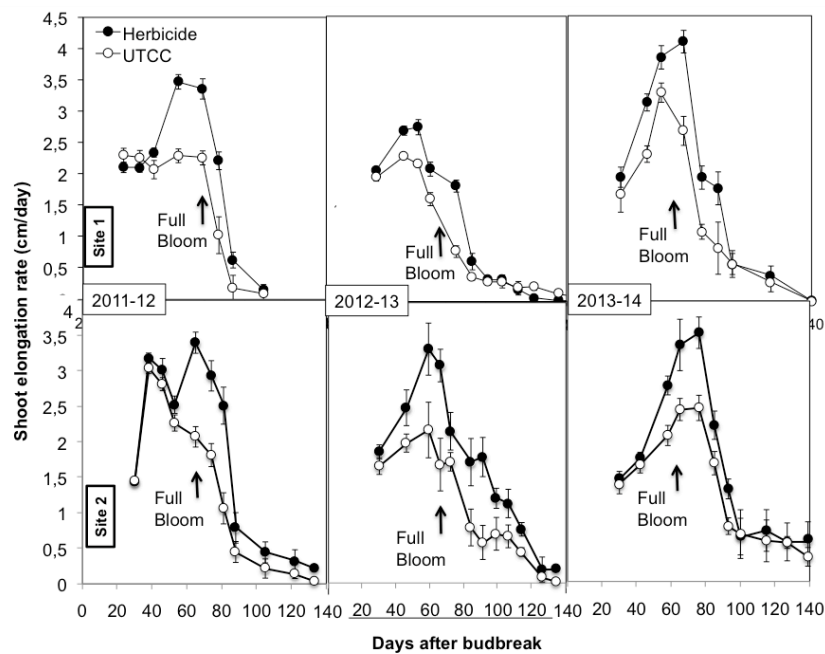 4,5
4
3,5
3
2,5
2
1,5
1
0,5
Herbicide
UTCC
Full
Bloom
Full
Bloom
Full
Bloom
Site 1
Shoot elongation rate (cm/day)
2011-12
2012-13
2013-14
2
40
4
3,5
3
2,5
2
1,5
1
0,5
0
Full
Bloom
Full
Bloom
Full
Bloom
Site 2
0 20 40 60 80 100 120 140
20 40 60 80 100 120 140
20 40 60 80 100 120 140
Days after budbreak